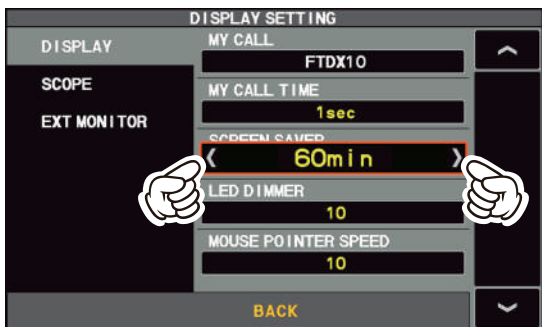 DISPLAY SETTING
DISPLAY
SCOPE
EXT MONITOR
MY CALL
FTDX10
MY CALL TIME
1sec
SCREEN SAVER
60min
LED DIMMER
10
MOUSE POINTER SPEED
10
BACK